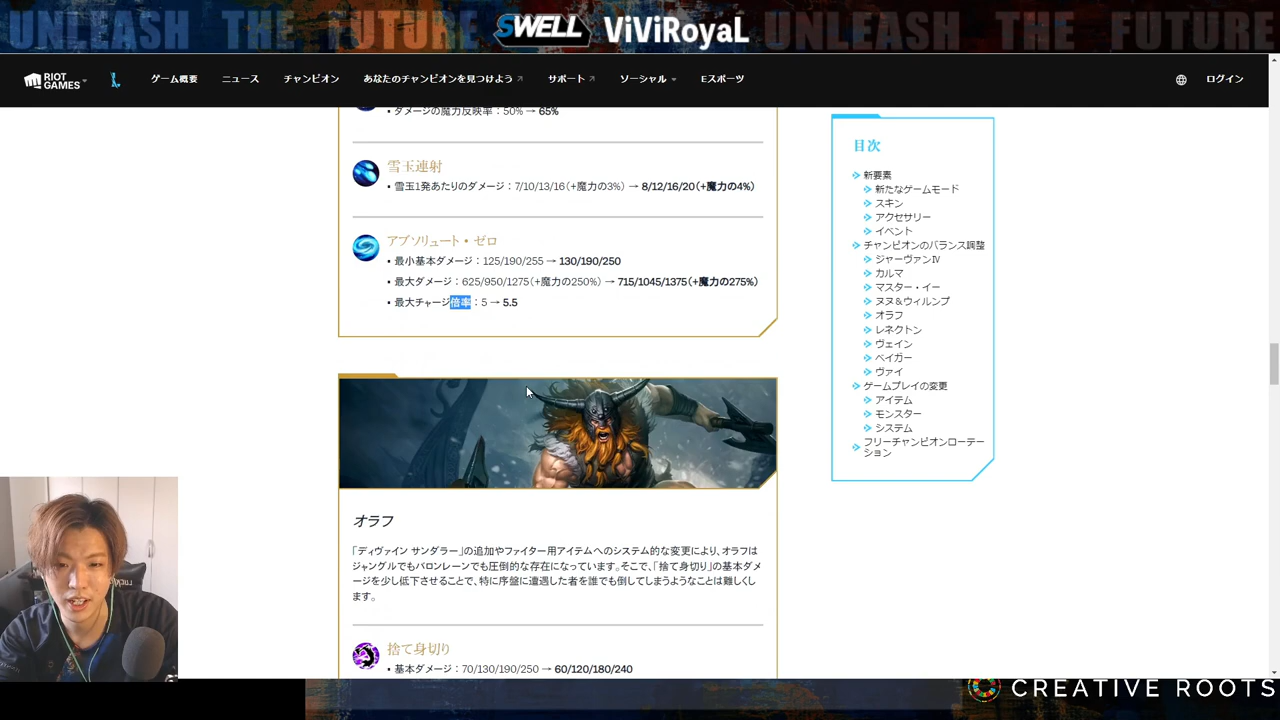 UNLEASH THE FUTURE SWELL ViViRoyaL UNLEASH THE FUTURE
RIOT GAMES ゲーム概要 ニュース チャンピオン あなたのチャンピオンを見つけよう サポート ソーシャル Eスポーツ ログイン
• ダメージの魔力反映率：50% → 65%
雪玉連射
• 雪玉1発あたりのダメージ：7/10/13/16（+魔力の3%） → 8/12/16/20（+魔力の4%）
アブソリュート・ゼロ
• 最小基本ダメージ：125/190/255 → 130/190/250
• 最大ダメージ：625/950/1275（+魔力の250%） → 715/1045/1375（+魔力の275%）
• 最大チャージ倍率：5 → 5.5
オラフ
「ディヴァイン サンダラー」の追加やファイター用アイテムへのシステム的な変更により、オラフは
ジャングルでもバロンレーンでも圧倒的な存在になっています。そこで、「捨て身切り」の基本ダメ
ージを少し低下させることで、特に序盤に遭遇した者を誰でも倒してしまうようなことは難しくし
ます。
捨て身切り
• 基本ダメージ：70/130/190/250 → 60/120/180/240
目次
新要素
新たなゲームモード
スキン
アクセサリー
イベント
チャンピオンのバランス調整
ジャーヴァンⅣ
カルマ
マスター・イー
ヌヌ＆ウィルンプ
オラフ
レネクトン
ヴェイン
ベイガー
ヴァイ
ゲームプレイの変更
アイテム
モンスター
システム
フリーチャンピオンローテー
ション
CREATIVE ROOTS